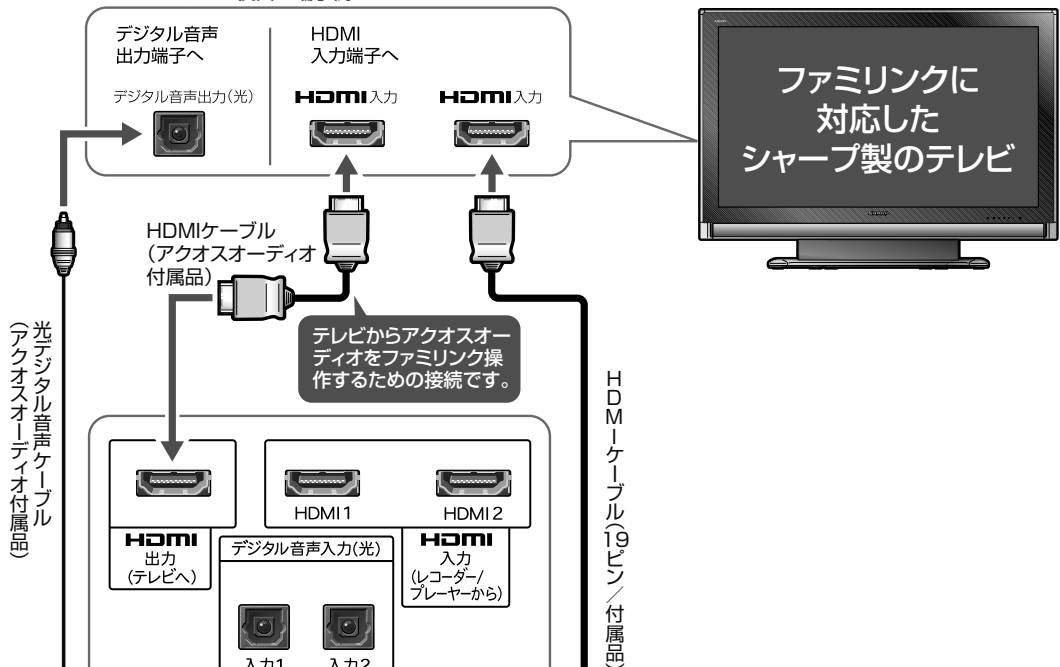 デジタル音声
出力端子へ
HDMI
入力端子へ
デジタル音声出力(光)
HDMI入力
HDMI入力
ファミリンクに
対応した
シャープ製のテレビ
SHARP
HDMIケーブル
(アクオスオーディオ
付属品)
テレビからアクオスオー
ディオをファミリンク操
作するための接続です。
光デジタル音声ケーブル
(アクオスオーディオ付属品)
HDMIケーブル(19ピン/付属品)
HDMI1
HDMI2
HDMI
出力
(テレビへ)
デジタル音声入力(光)
HDMI
入力
(レコーダー/
プレーヤーから)
入力1
入力2